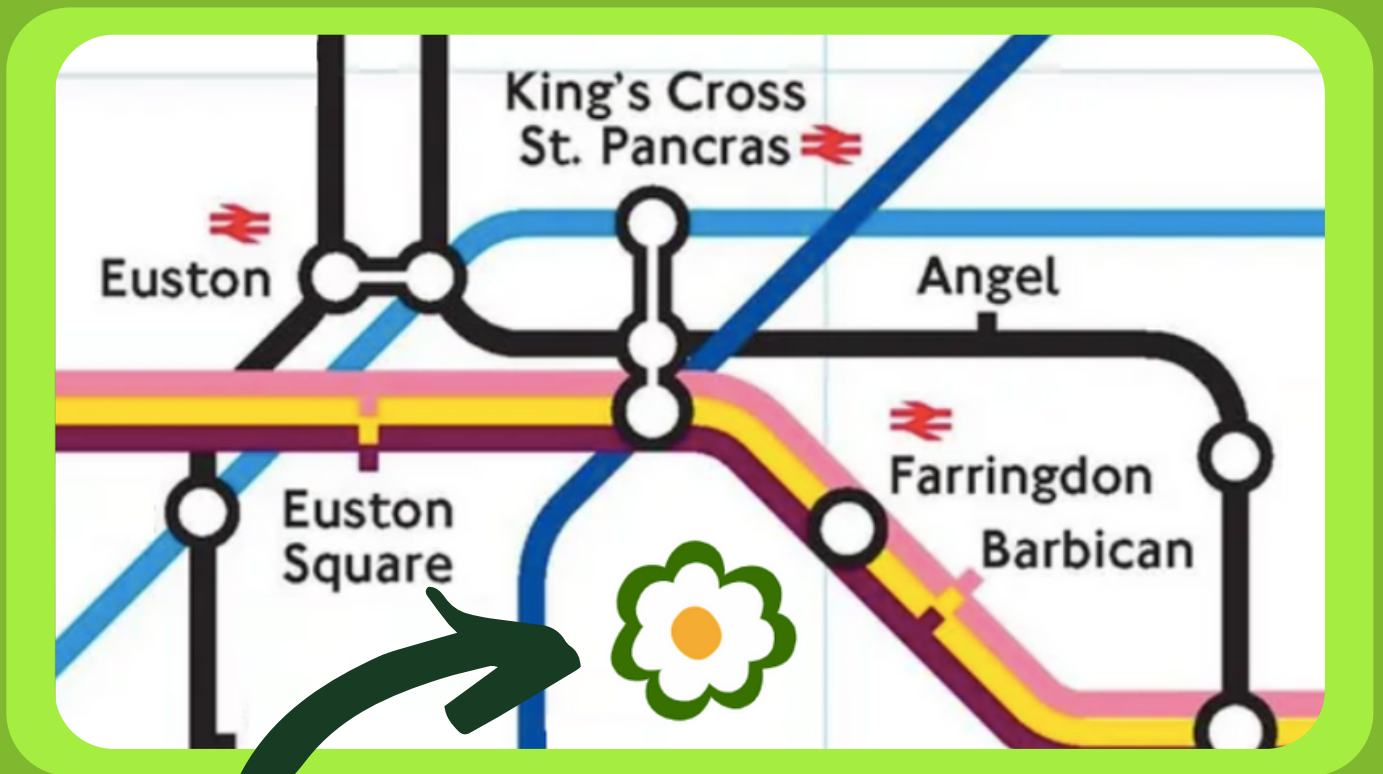 King's Cross
St. Pancras
Euston
Angel
Farringdon
Barbican
Euston
Square